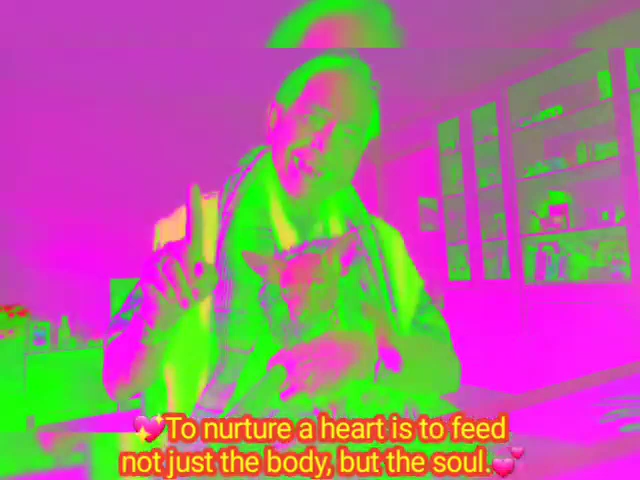 💖To nurture a heart is to feed
not just the body, but the soul.💞